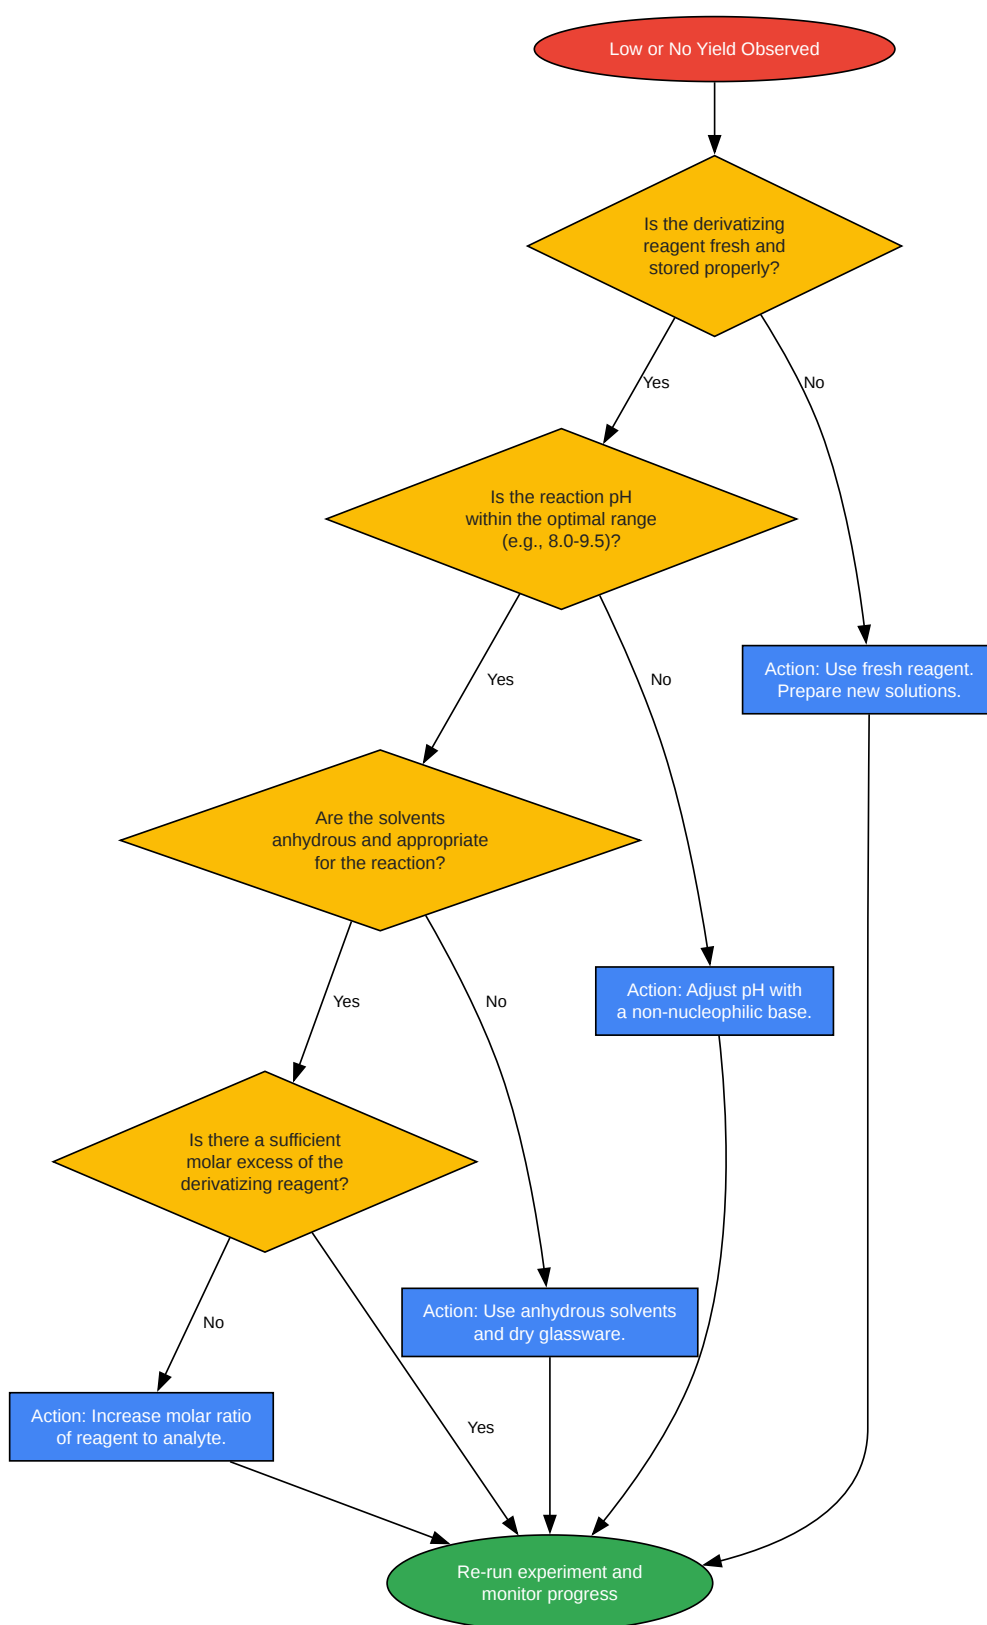 Low or No Yield Observed
Is the derivatizing
reagent fresh and
stored properly?
Yes
No
Is the reaction pH
within the optimal range
(e.g., 8.0-9.5)?
Action: Use fresh reagent.
Prepare new solutions.
Yes
No
Are the solvents
anhydrous and appropriate
for the reaction?
Action: Adjust pH with
a non-nucleophilic base.
Yes
No
Is there a sufficient
molar excess of the
derivatizing reagent?
Action: Use anhydrous solvents
and dry glassware.
No
Yes
Action: Increase molar ratio
of reagent to analyte.
Re-run experiment and
monitor progress